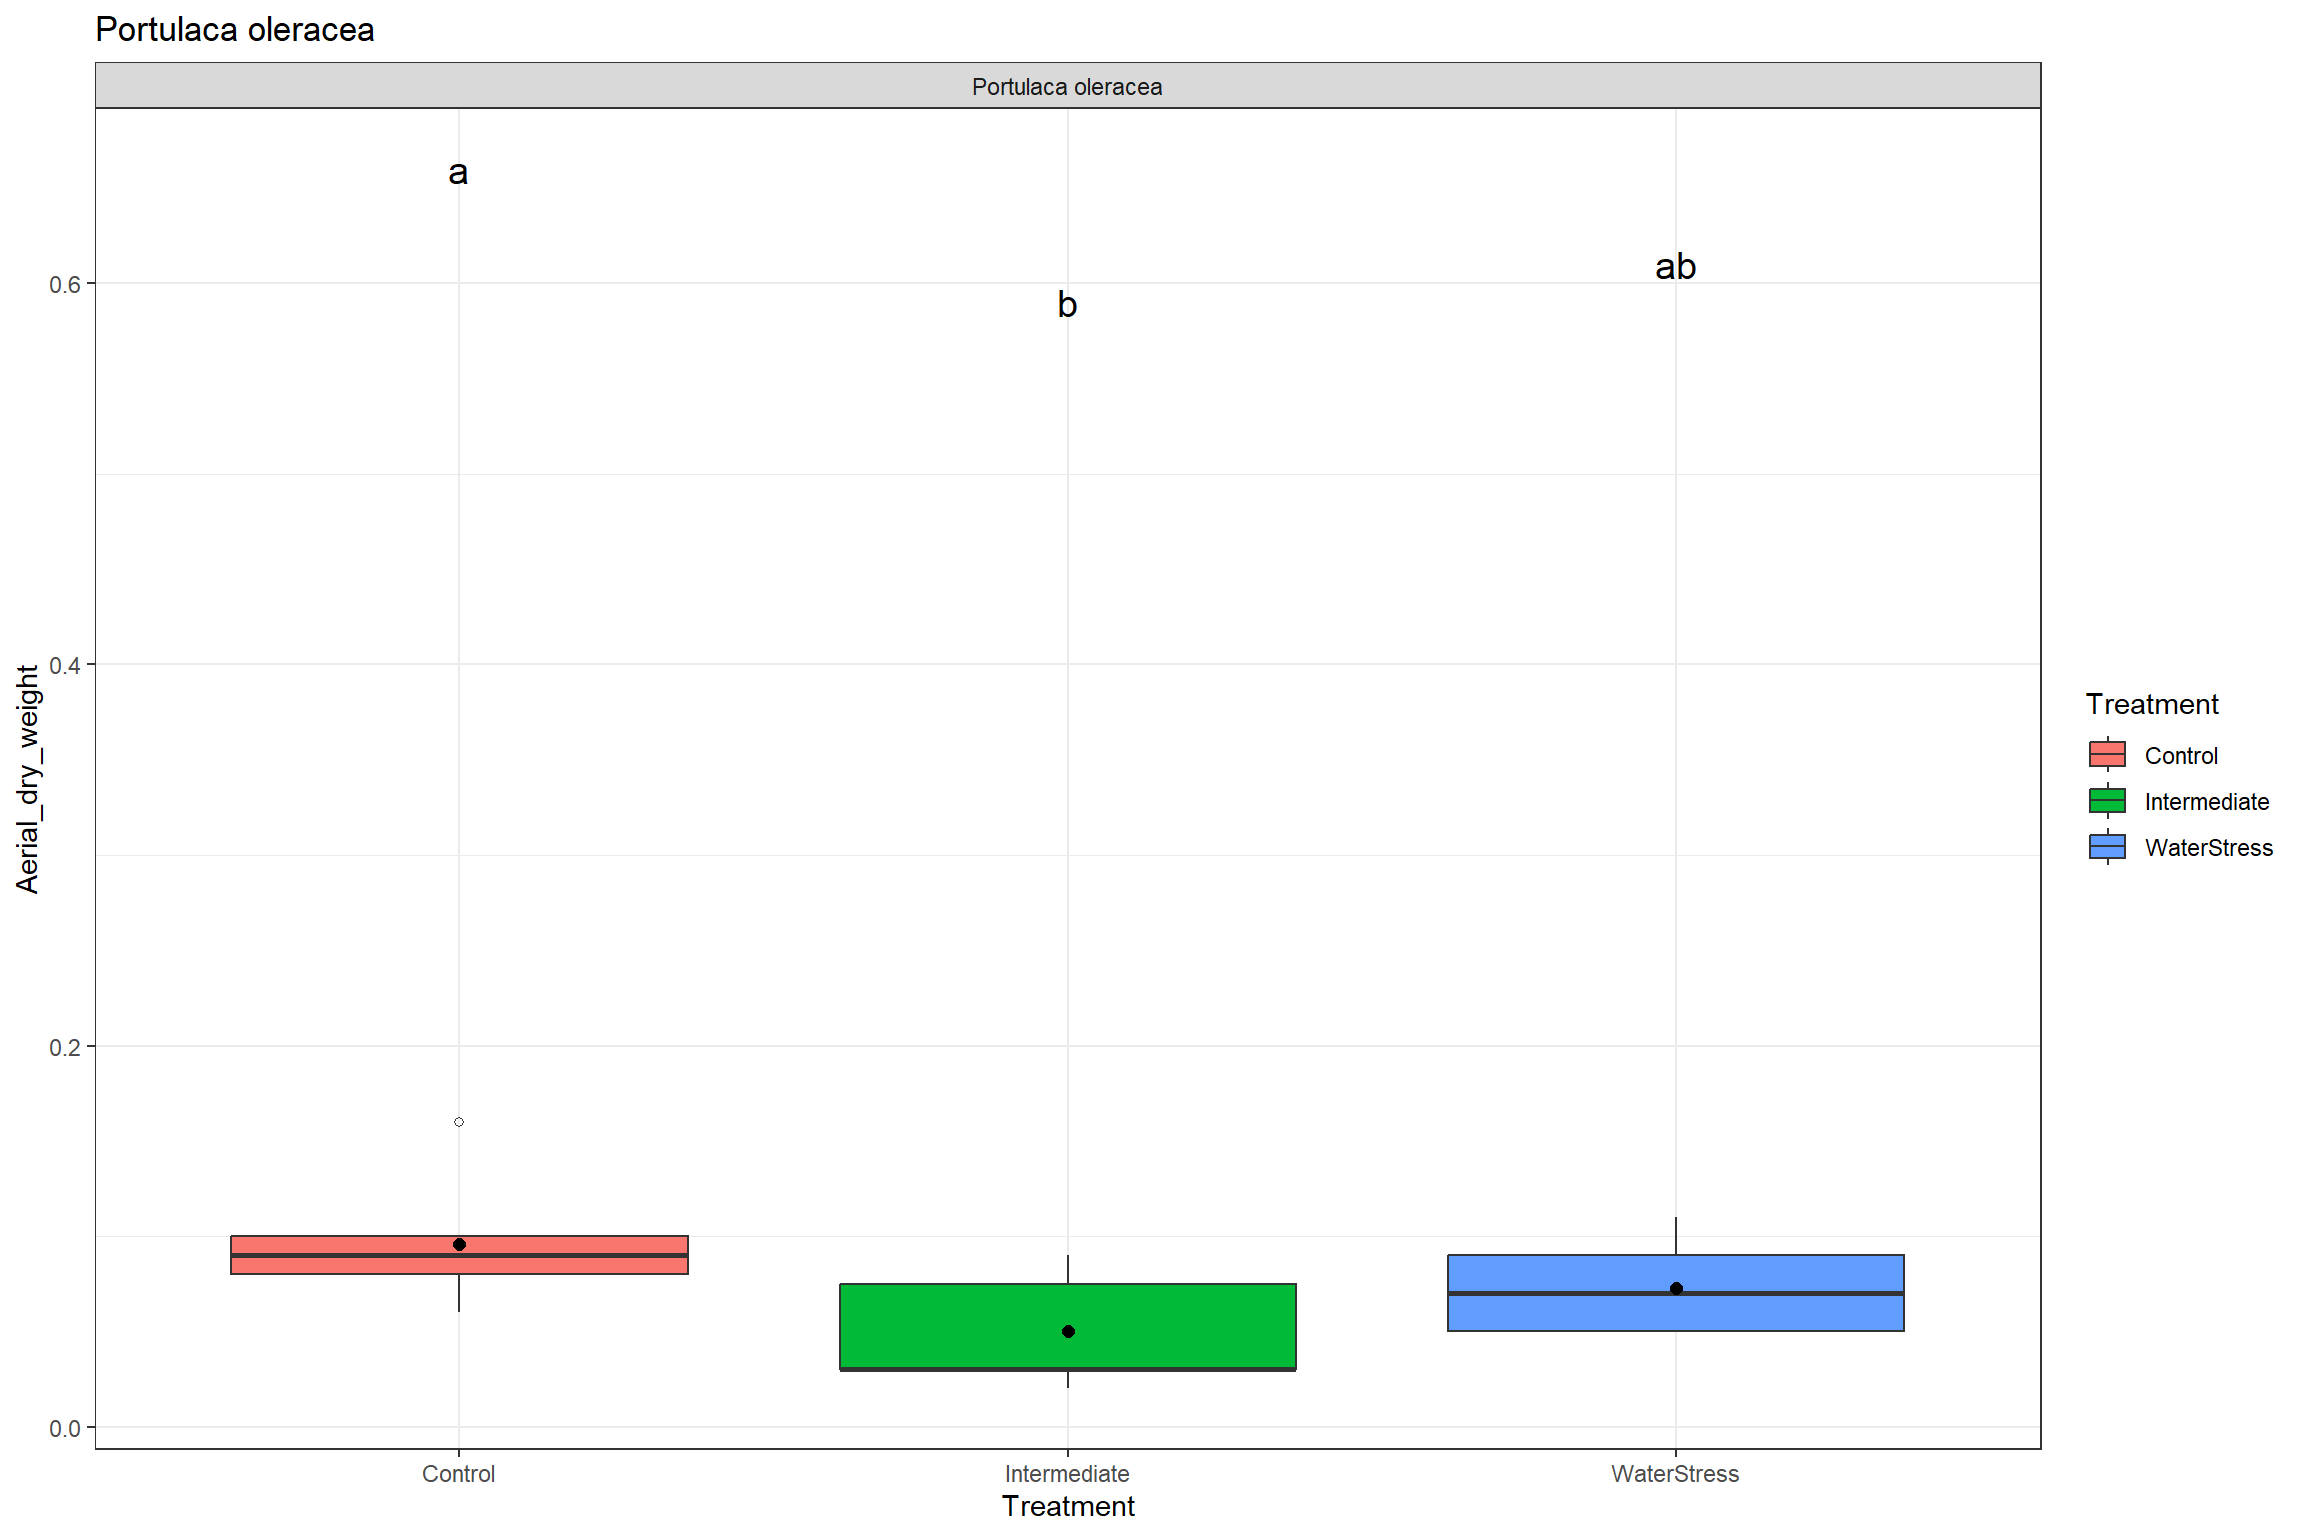 Portulaca oleracea
Portulaca oleracea
a
b
ab
0.6
0.4
0.2
0.0
Aerial_dry_weight
Control
Intermediate
WaterStress
Treatment
Treatment
Control
Intermediate
WaterStress